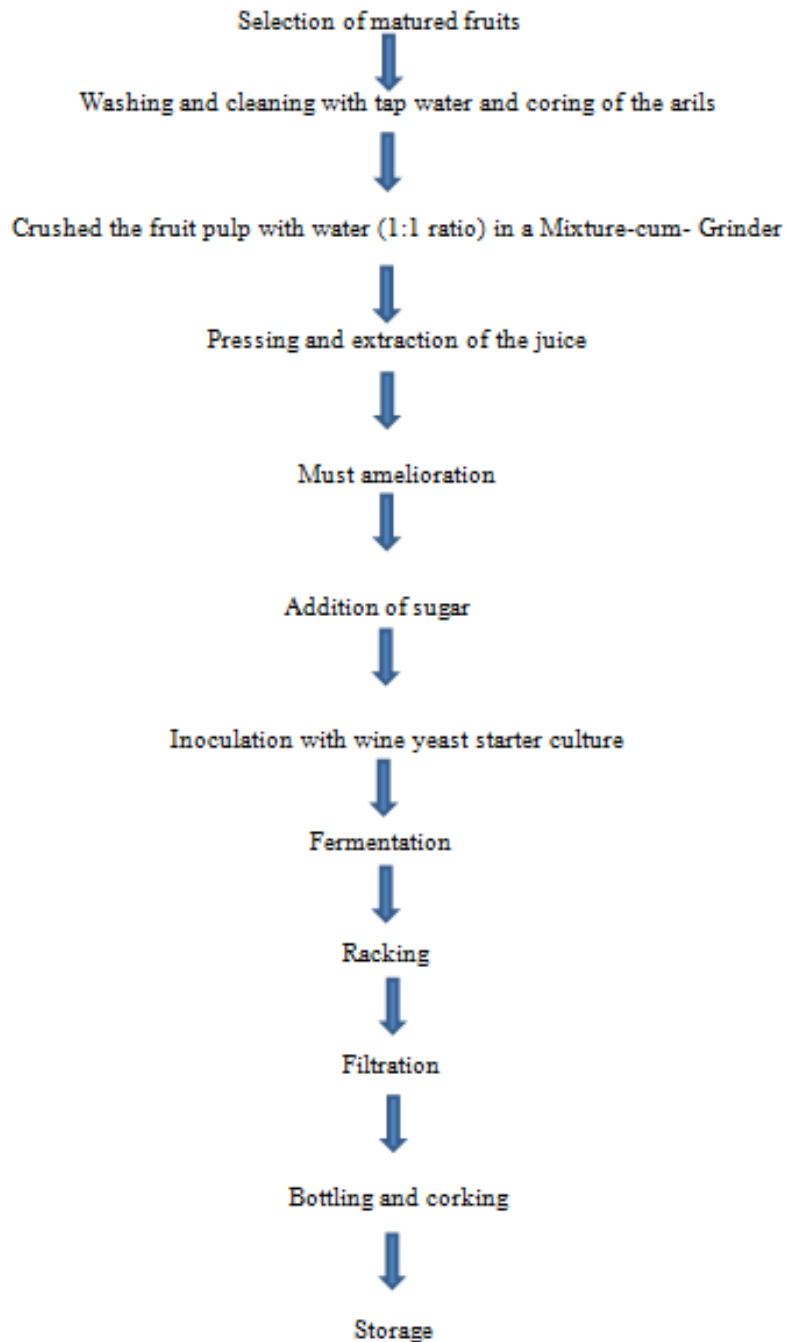 Selection of matured fruits
Washing and cleaning with tap water and coring of the arils
Crushed the fruit pulp with water (1:1 ratio) in a Mixture-cum- Grinder
Pressing and extraction of the juice
Must amelioration
Addition of sugar
Inoculation with wine yeast starter culture
Fermentation
Racking
Filtration
Bottling and corking
Storage